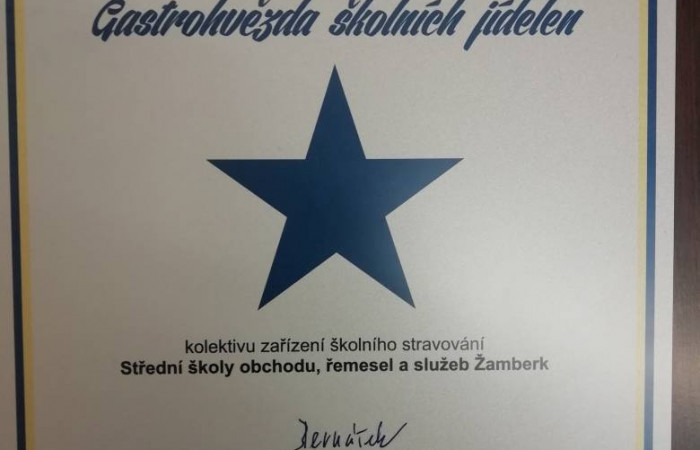 Gastrohvězda školních jídelen
kolektivu zařízení školního stravování
Střední školy obchodu, řemesel a služeb Žamberk